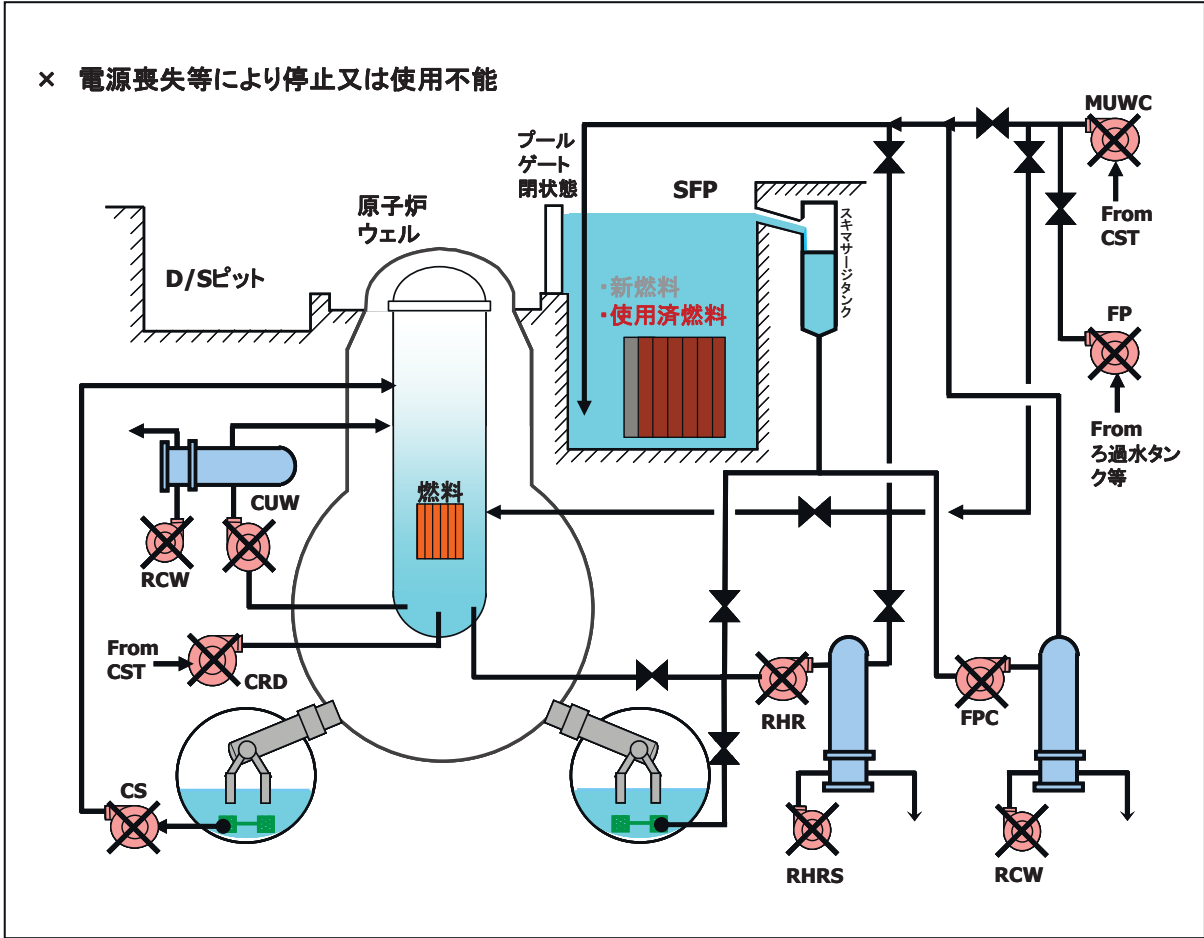 × 電源喪失等により停止又は使用不能
MUWC
プール
ゲート
閉状態
SFP
原子炉
ウェル
スキマサージタンク
From
CST
D/Sピット
・新燃料
・使用済燃料
FP
From
ろ過水タン
ク等
燃料
CUW
RCW
From
CST
CRD
RHR
FPC
CS
RHRS
RCW